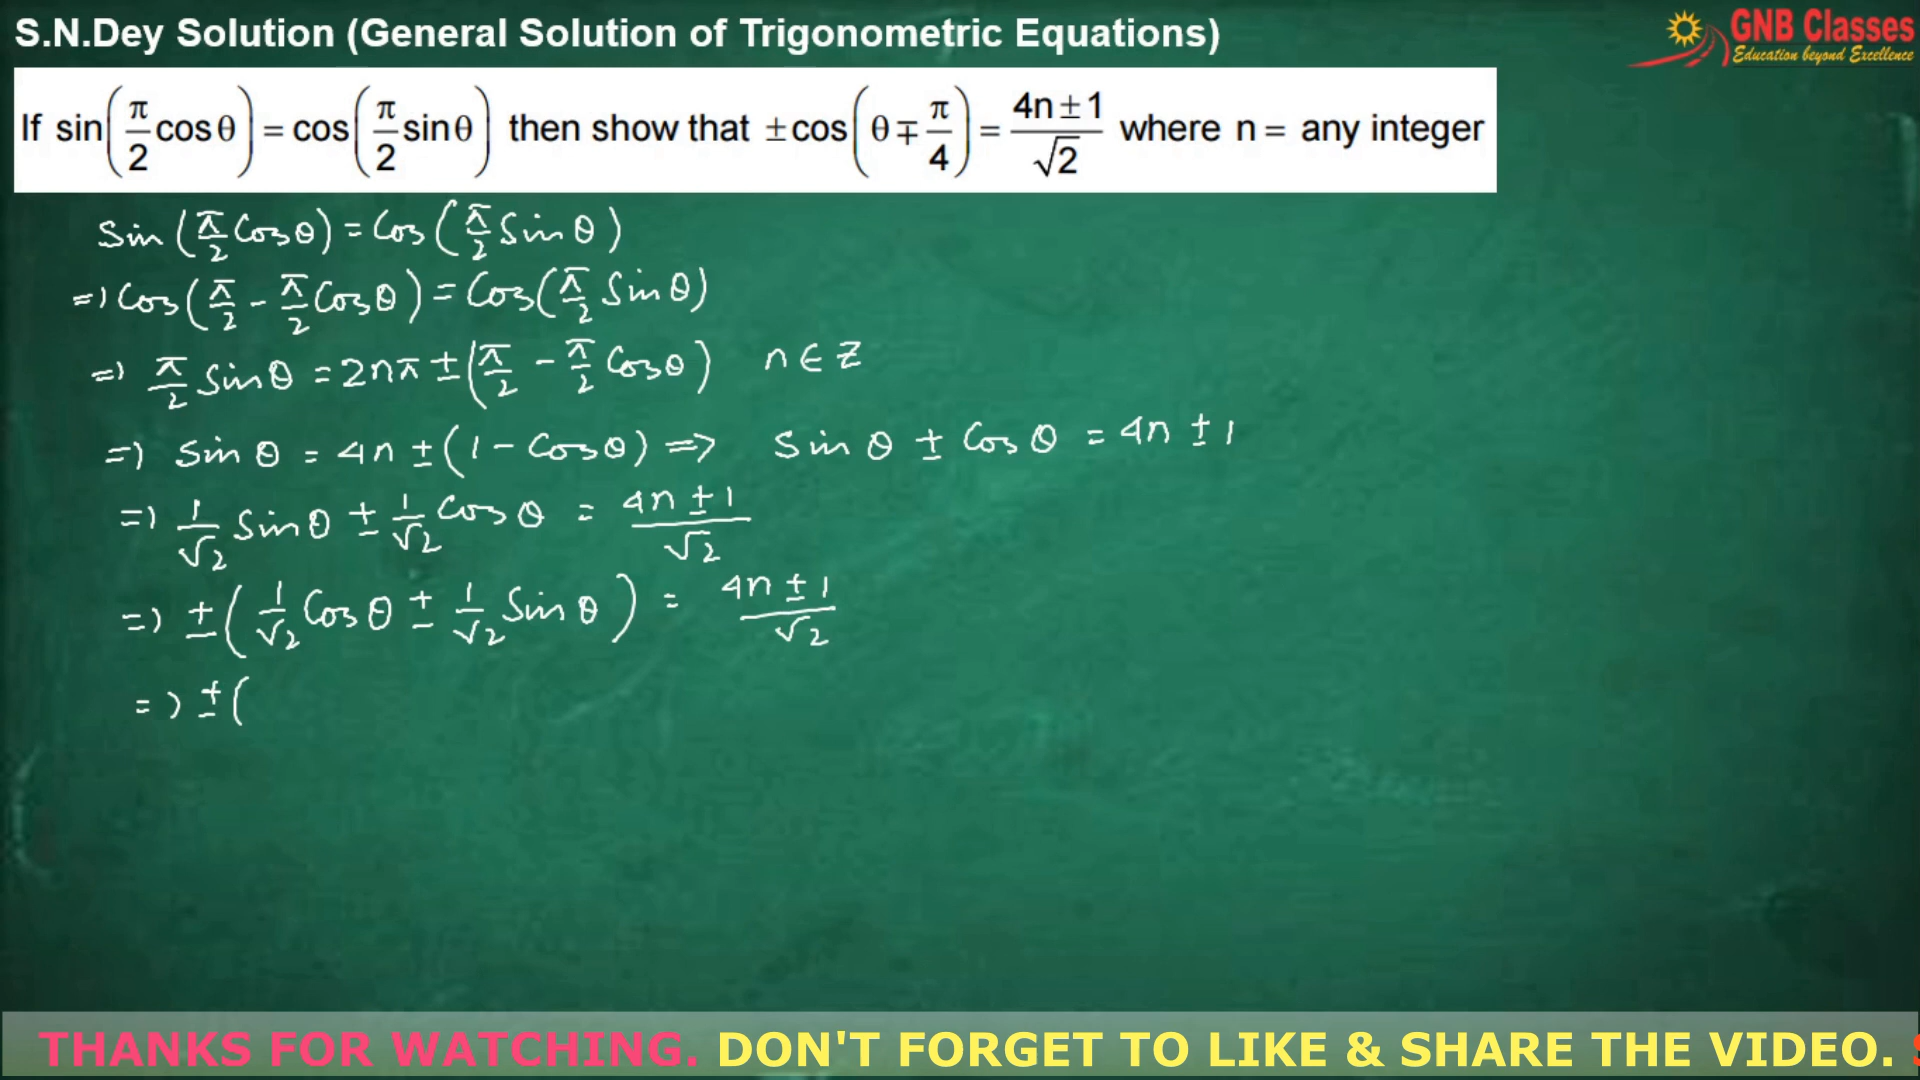 S.N.Dey Solution (General Solution of Trigonometric Equations)
GNB Classes
Education beyond Excellence
If sin(π/2 cosθ) = cos(π/2 sinθ) then show that ±cos(θ∓π/4) = (4n±1)/√2 where n = any integer
Sin(π/2 Cosθ) = Cos(π/2 Sinθ)
=) Cos(π/2 - π/2 Cosθ) = Cos(π/2 Sinθ)
=) π/2 Sinθ = 2nπ ± (π/2 - π/2 Cosθ) n∈Z
=) Sinθ = 4n ± (1 - Cosθ) => Sinθ ± Cosθ = 4n ± 1
=) 1/√2 Sinθ ± 1/√2 Cosθ = (4n ± 1)/√2
=) ±(1/√2 Cosθ ± 1/√2 Sinθ) = (4n ± 1)/√2
=) ±(
THANKS FOR WATCHING. DON'T FORGET TO LIKE & SHARE THE VIDEO.